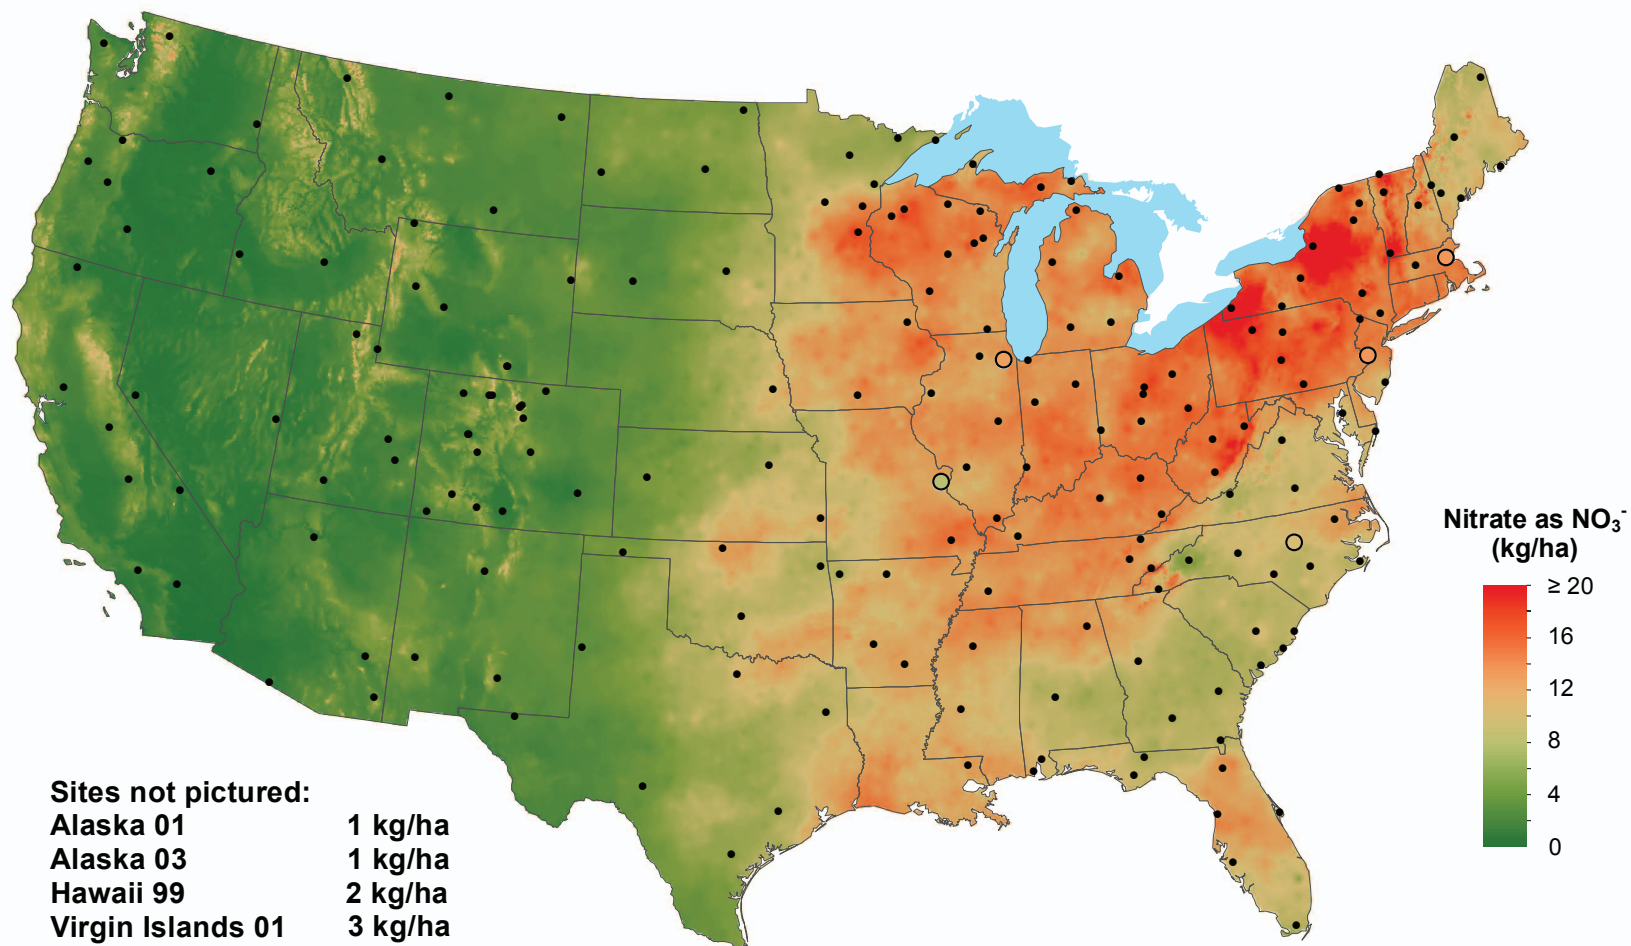 Nitrate as NO₃⁻
(kg/ha)
≥ 20
16
12
8
4
0
Sites not pictured:
Alaska 01 1 kg/ha
Alaska 03 1 kg/ha
Hawaii 99 2 kg/ha
Virgin Islands 01 3 kg/ha